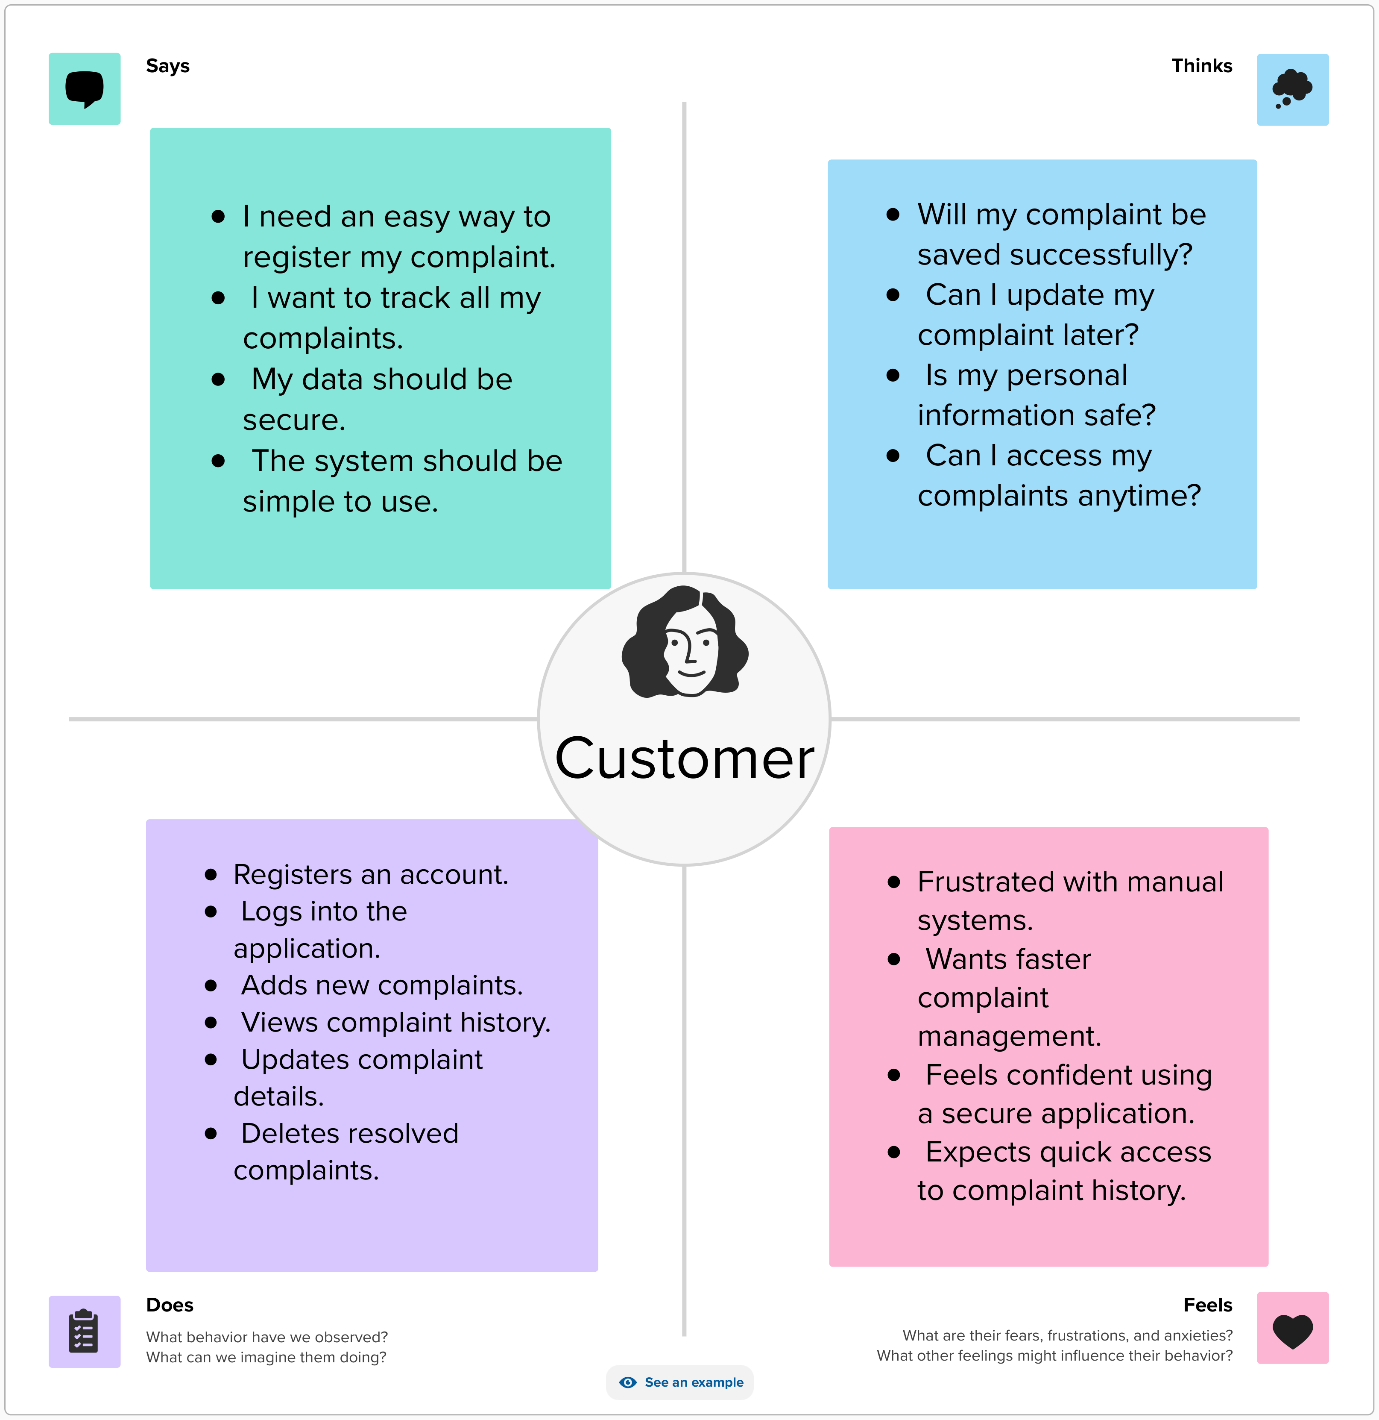 Says
Thinks
● I need an easy way to
register my complaint.
● I want to track all my
complaints.
● My data should be
secure.
● The system should be
simple to use.
● Will my complaint be
saved successfully?
● Can I update my
complaint later?
● Is my personal
information safe?
● Can I access my
complaints anytime?
Customer
● Registers an account.
● Logs into the
application.
● Adds new complaints.
● Views complaint history.
● Updates complaint
details.
● Deletes resolved
complaints.
● Frustrated with manual
systems.
● Wants faster
complaint
management.
● Feels confident using
a secure application.
● Expects quick access
to complaint history.
Does
What behavior have we observed?
What can we imagine them doing?
Feels
What are their fears, frustrations, and anxieties?
What other feelings might influence their behavior?
See an example